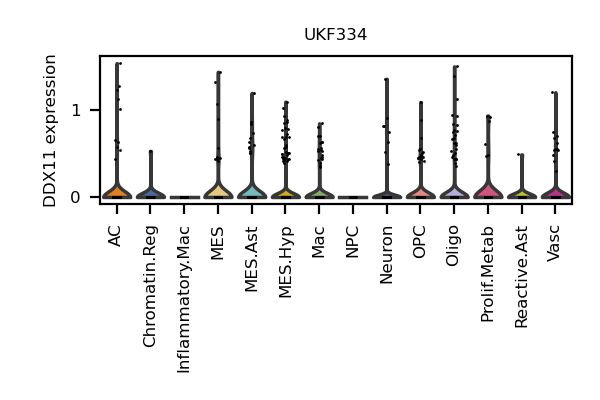 UKF334
DDX11 expression
1
0
AC
Chromatin.Reg
Inflammatory.Mac
MES
MES.Ast
MES.Hyp
Mac
NPC
Neuron
OPC
Oligo
Prolif.Metab
Reactive.Ast
Vasc